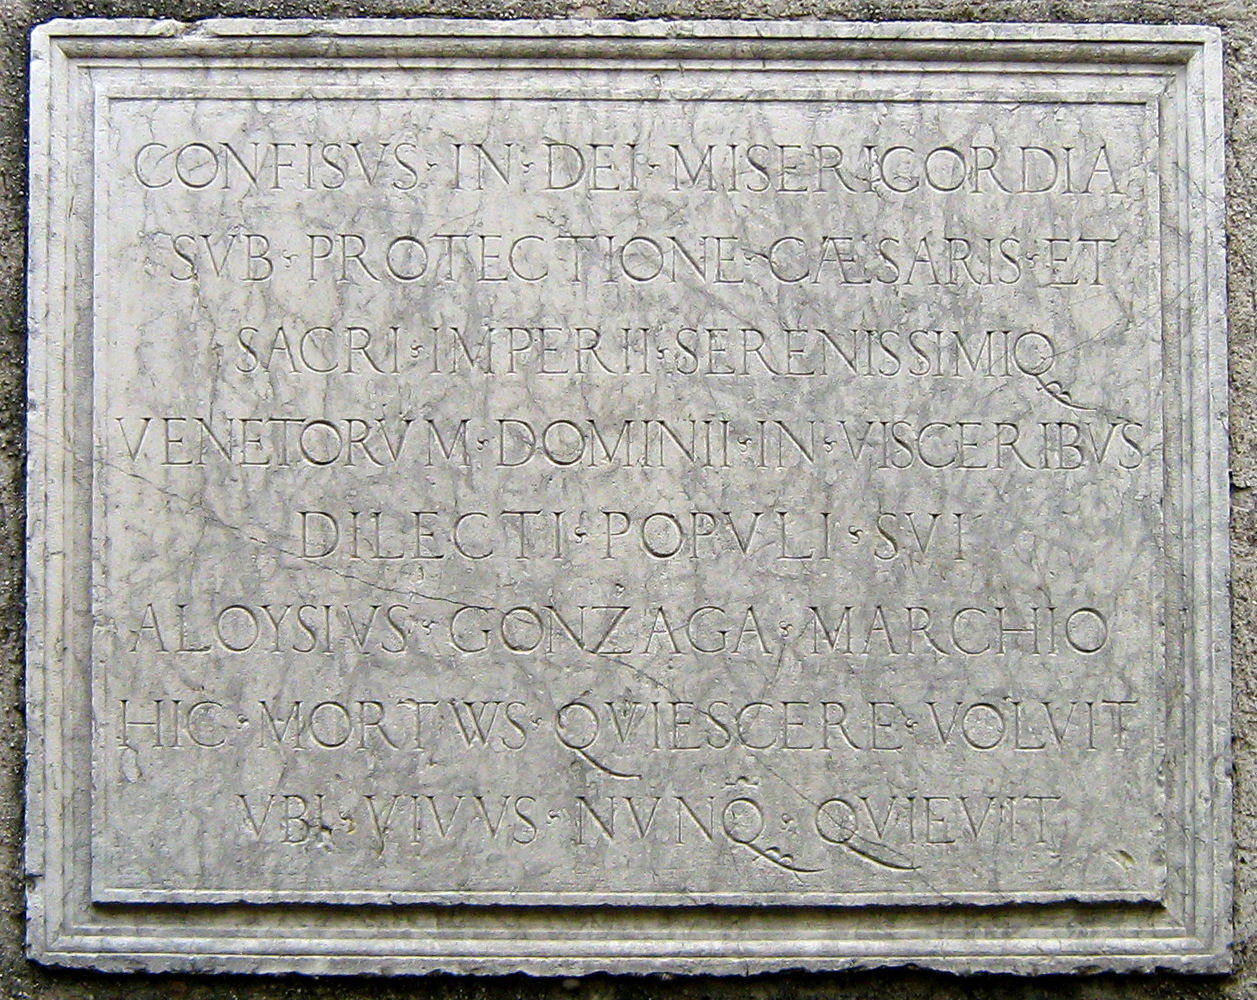 CONFISVS · IN · DEI · MISERICORDIA
SVB · PROTECTIONE · CÆSARIS · ET
SACRI · IMPERII · SERENISSIMIQ
VENETORVM · DOMINII · IN · VISCERIBVS
DILECTI · POPVLI · SVI
ALOYSIVS · GONZAGA · MARCHIO
HIC · MORTVVS · QVIESCERE · VOLVIT
VBI · VIVVS · NVNQ · QVIEVIT